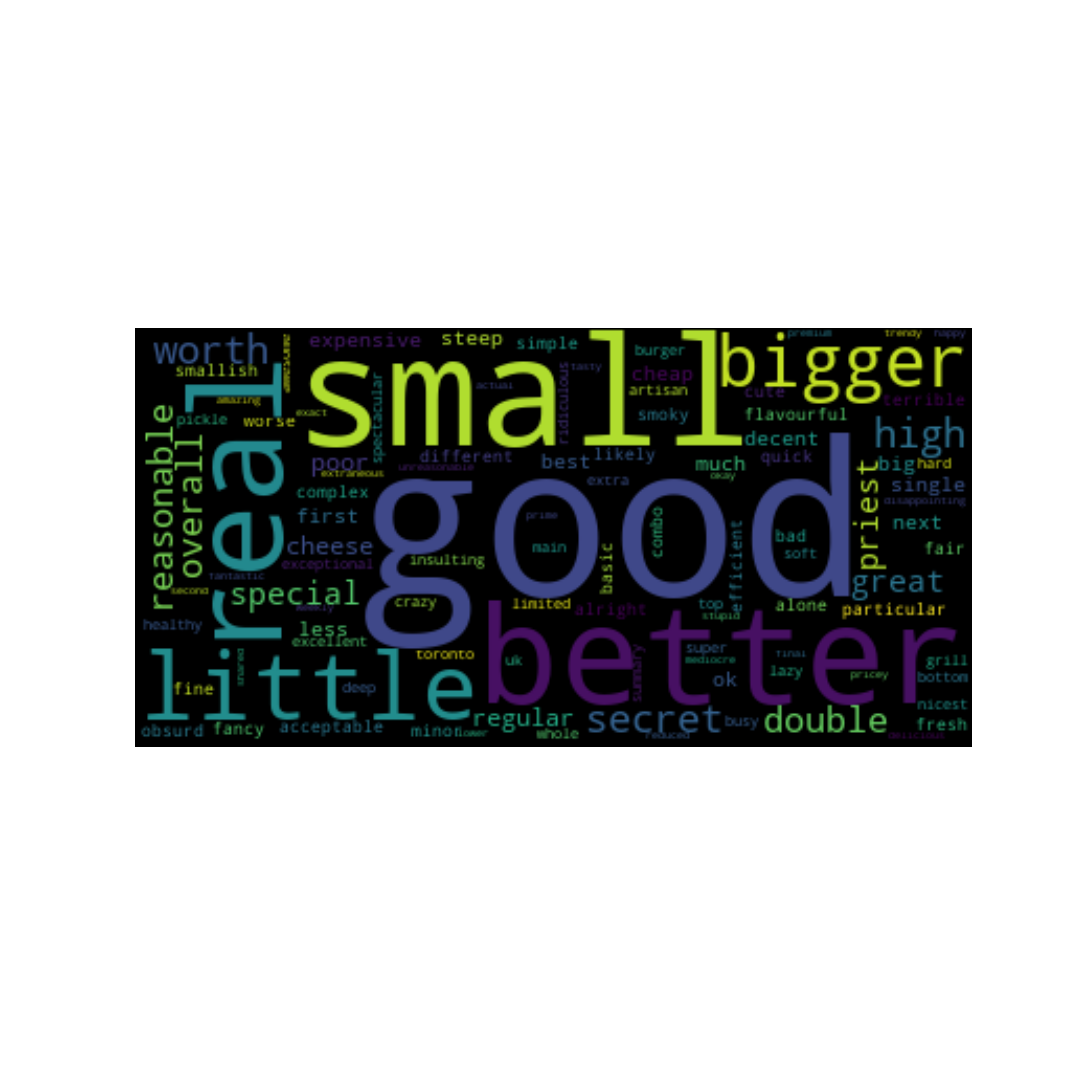 expensive
steep
simple
premium
trendy
happy
worth
small
burger
bigger
smallish
real
actual
ridiculous
tasty
cheap
artisan
cute
terrible
amazing
exact
spectacular
smoky
flavourful
pickle
worse
reasonable
overall
high
decent
poor
different
best
likely
much
quick
priest
big
hard
extraneous
unreasonable
okay
extra
single
disappointing
complex
good
first
prime
combo
efficient
next
cheese
main
bad
soft
fair
exceptional
insulting
basic
fantastic
great
second
special
crazy
limited
alright
top
stupid
alone
particular
weekly
healthy
less
excellent
better
little
toronto
uk
summary
super
mediocre
final
lazy
pricey
grill
bottom
shared
fine
deep
ok
nicest
regular
secret
busy
double
fresh
obsurd
fancy
acceptable
minor
lower
whole
reduced
delicious